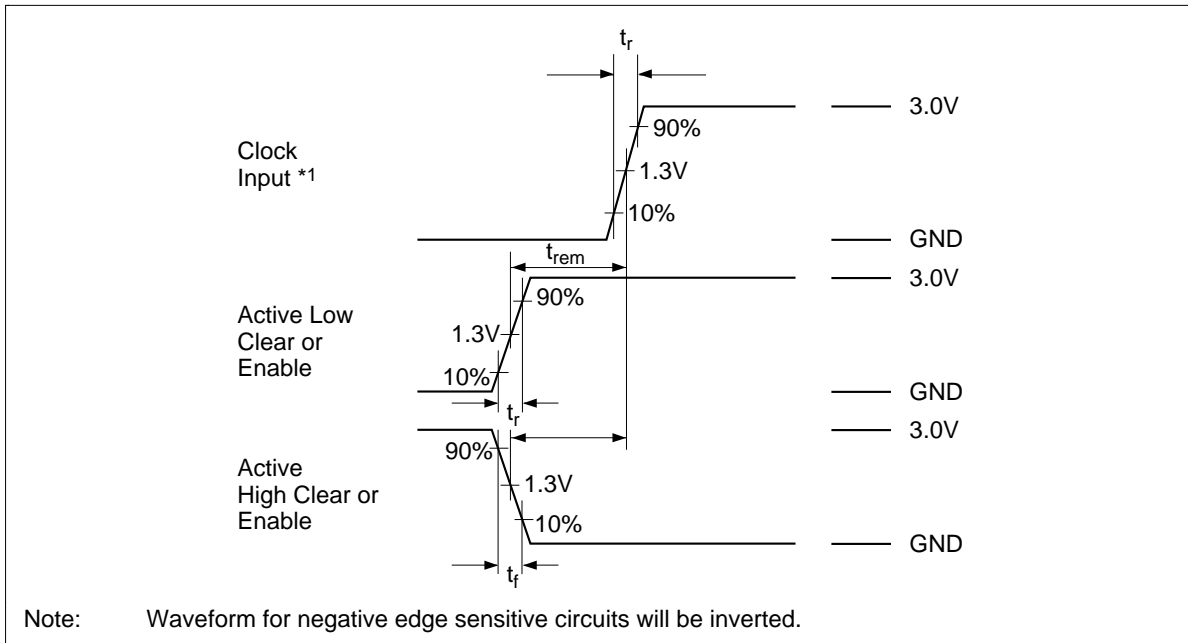 tr
3.0V
90%
Clock
Input *1
1.3V
10%
GND
trem
3.0V
90%
Active Low
Clear or
Enable
1.3V
10%
GND
tr
3.0V
90%
Active
High Clear or
Enable
1.3V
10%
GND
tf
Note: Waveform for negative edge sensitive circuits will be inverted.